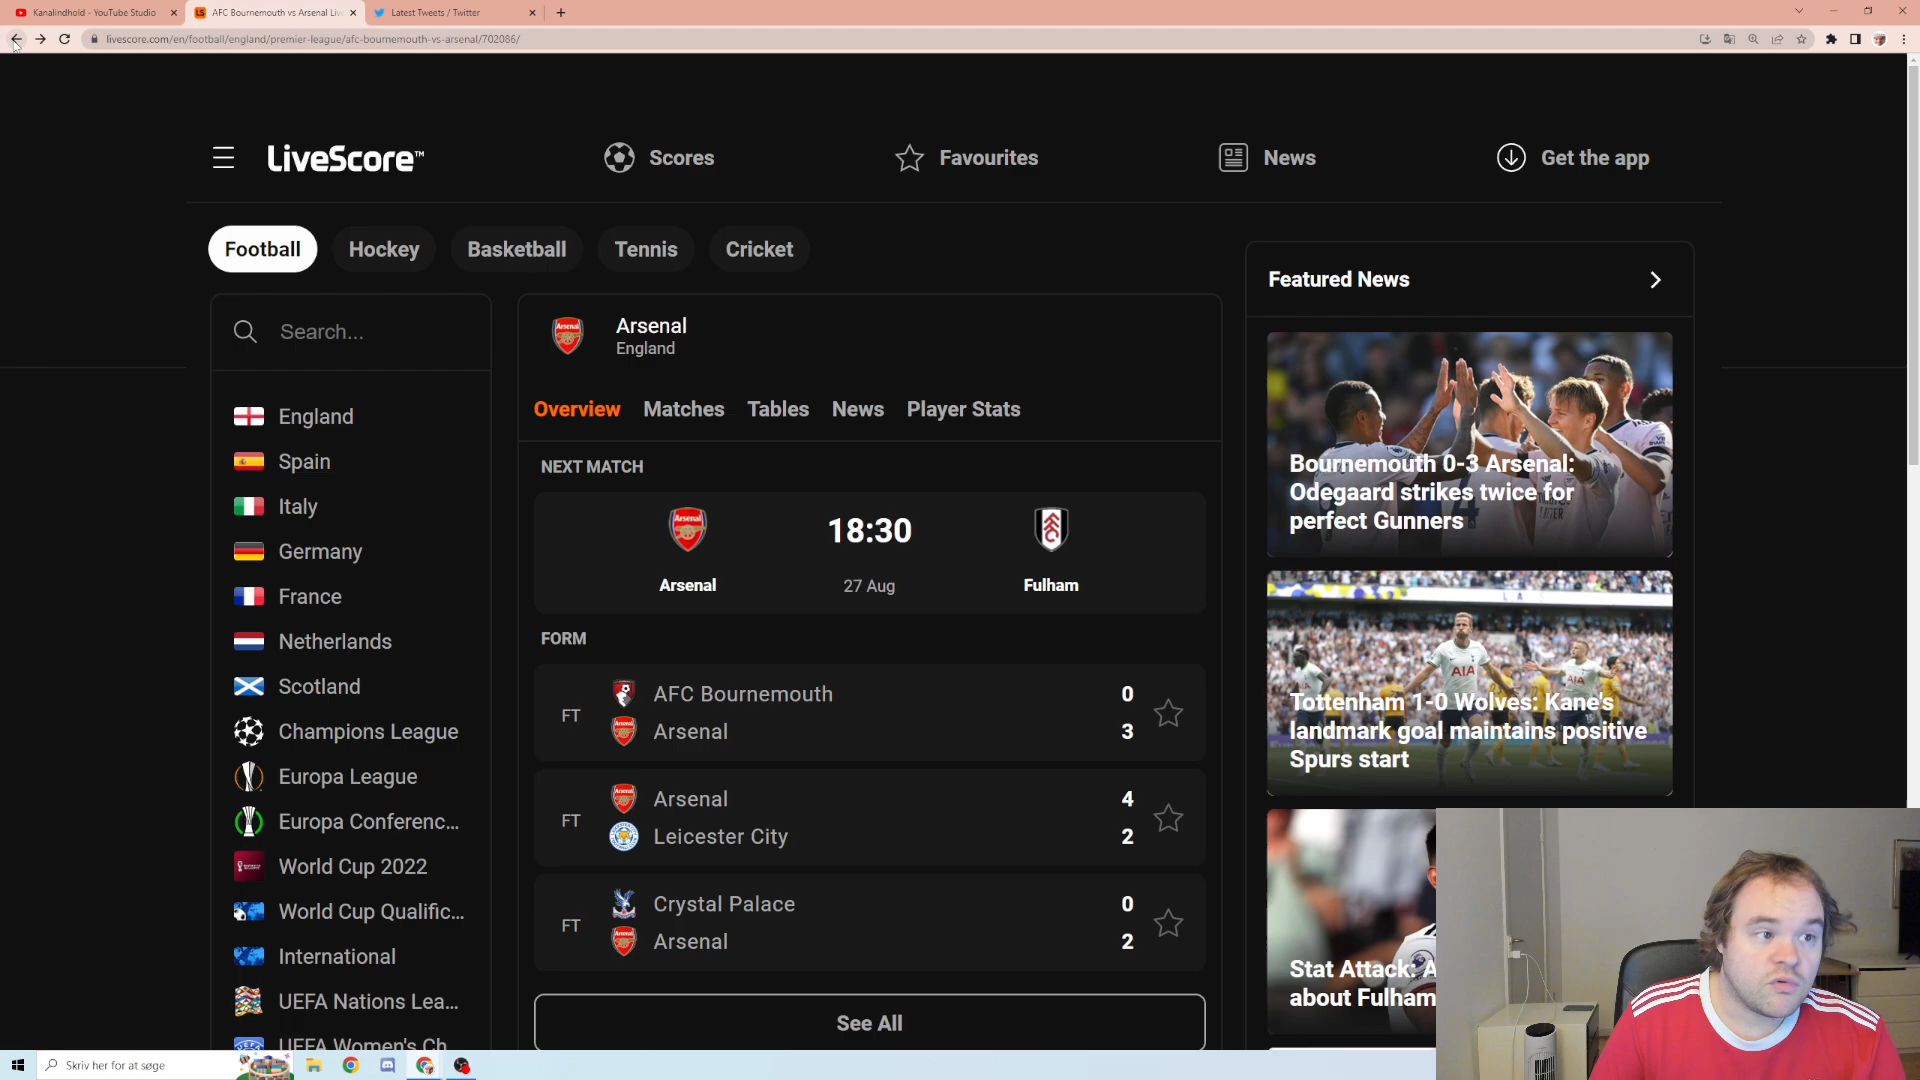 Kanalindhold - YouTube Studio
AFC Bournemouth vs Arsenal Liv
Latest Tweets / Twitter
livescore.com/en/football/england/premier-league/afc-bournemouth-vs-arsenal/702086/
LiveScore™
Scores
Favourites
News
Get the app
Football
Hockey
Basketball
Tennis
Cricket
Search...
England
Spain
Italy
Germany
France
Netherlands
Scotland
Champions League
Europa League
Europa Conferenc...
World Cup 2022
World Cup Qualific...
International
UEFA Nations Lea...
UEFA Women's Ch
Arsenal
England
Overview
Matches
Tables
News
Player Stats
NEXT MATCH
Arsenal
18:30
27 Aug
Fulham
FORM
FT
AFC Bournemouth 0
Arsenal 3
FT
Arsenal 4
Leicester City 2
FT
Crystal Palace 0
Arsenal 2
See All
Featured News
Bournemouth 0-3 Arsenal:
Odegaard strikes twice for
perfect Gunners
Tottenham 1-0 Wolves: Kane's
landmark goal maintains positive
Spurs start
Stat Attack: A
about Fulham
Skriv her for at søge